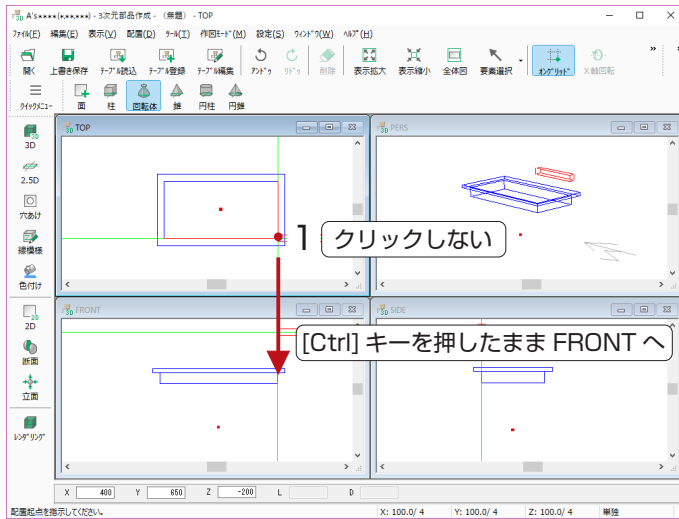 A's****(*,**,***) - 3次元部品作成 - （無題） - TOP
ﾌｧｲﾙ(F) 編集(E) 表示(V) 配置(D) ﾂｰﾙ(T) 作図ﾓｰﾄﾞ(M) 設定(S) ｳｨﾝﾄﾞｳ(W) ﾍﾙﾌﾟ(H)
開く 上書き保存 ﾃｰﾌﾞﾙ読込 ﾃｰﾌﾞﾙ登録 ﾃｰﾌﾞﾙ編集 ｱﾝﾄﾞｩ ﾘﾄﾞｩ 削除 表示拡大 表示縮小 全体図 要素選択 ｵﾝｸﾞﾘｯﾄﾞ X軸回転
ｸｲｯｸﾒﾆｭｰ 面 柱 回転体 錐 円柱 円錐
3D
2.5D
穴あけ
線模様
色付け
2D
断面
立面
ﾚﾝﾀﾞﾘﾝｸﾞ
TOP
PERS
1 クリックしない
FRONT
SIDE
[Ctrl] キーを押したまま FRONT へ
X 400 Y 650 Z -200 L D
配置起点を指示してください。 X: 100.0/ 4 Y: 100.0/ 4 Z: 100.0/ 4 単独